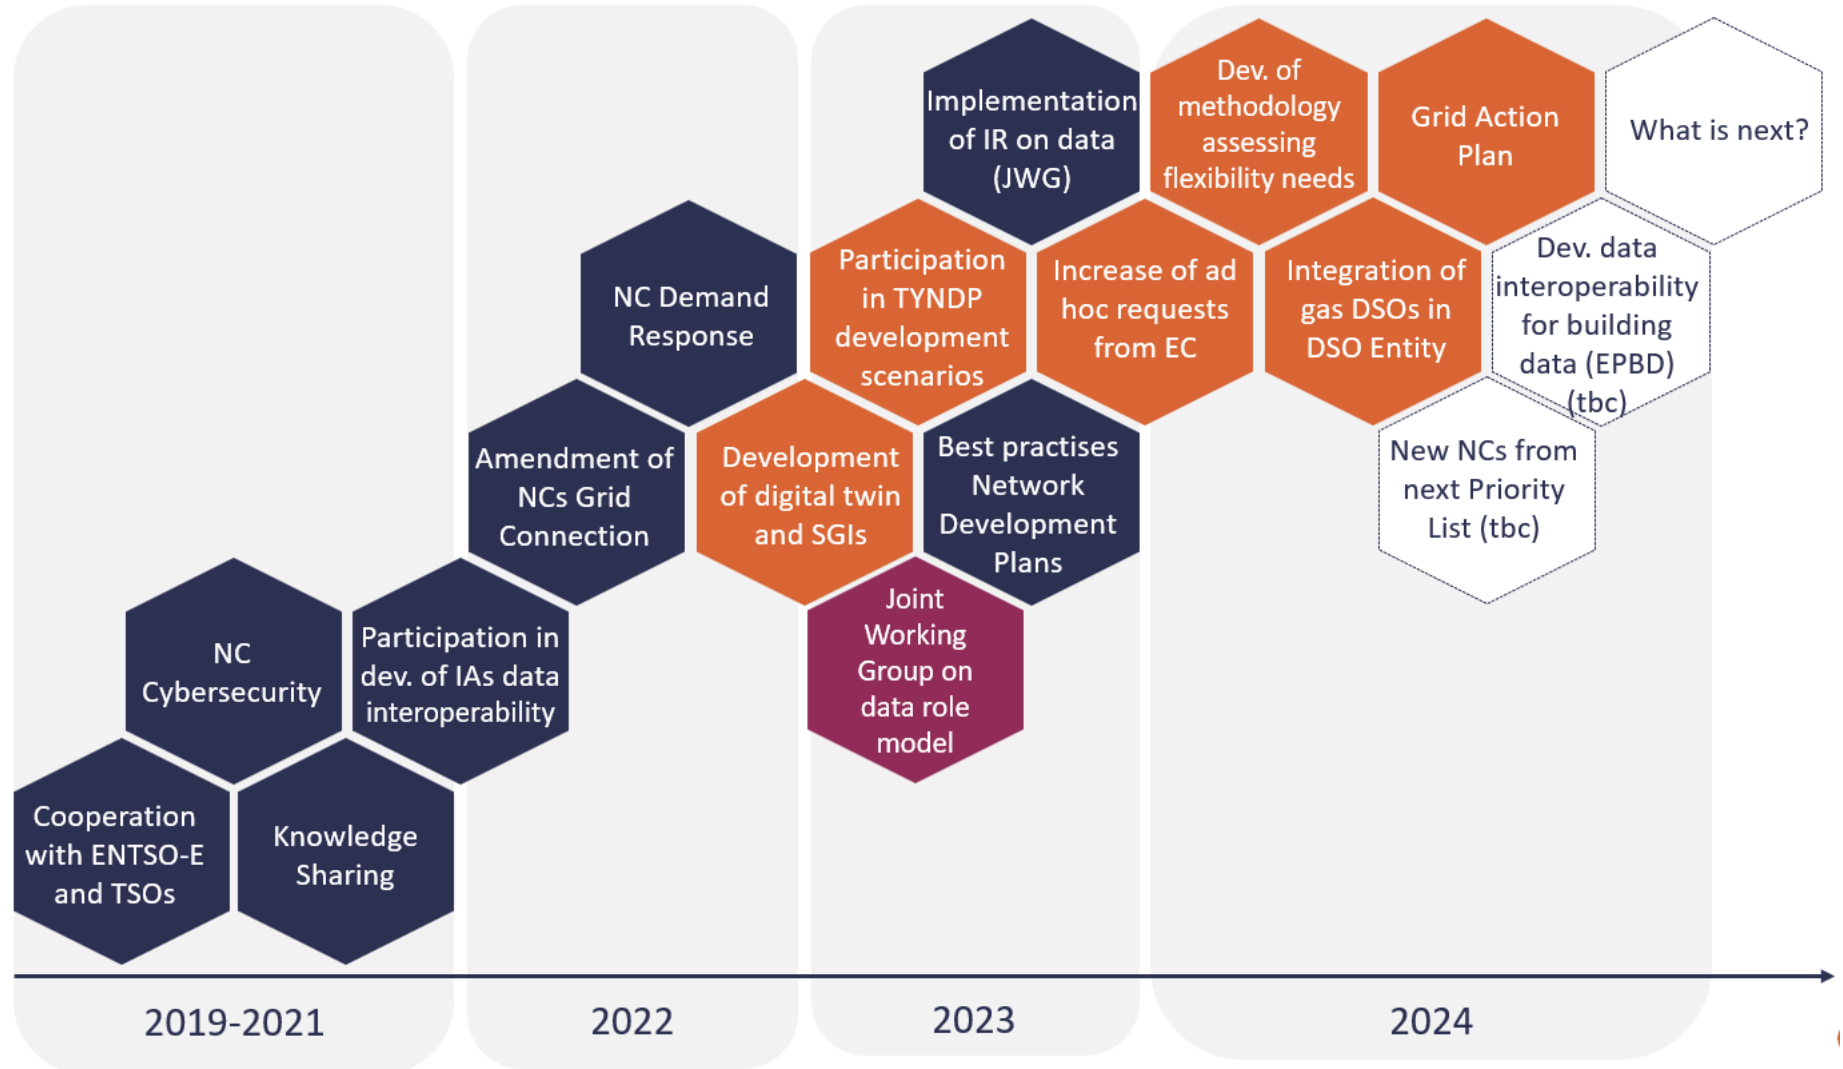 Implementation
of IR on data
(JWG)
Dev. of
methodology
assessing
flexibility needs
Grid Action
Plan
What is next?
NC Demand
Response
Participation
in TYNDP
development
scenarios
Increase of ad
hoc requests
from EC
Integration of
gas DSOs in
DSO Entity
Dev. data
interoperability
for building
data (EPBD)
(tbc)
Amendment of
NCs Grid
Connection
Development
of digital twin
and SGIs
Best practises
Network
Development
Plans
New NCs from
next Priority
List (tbc)
NC
Cybersecurity
Participation in
dev. of IAs data
interoperability
Joint
Working
Group on
data role
model
Cooperation
with ENTSO-E
and TSOs
Knowledge
Sharing
2019-2021
2022
2023
2024